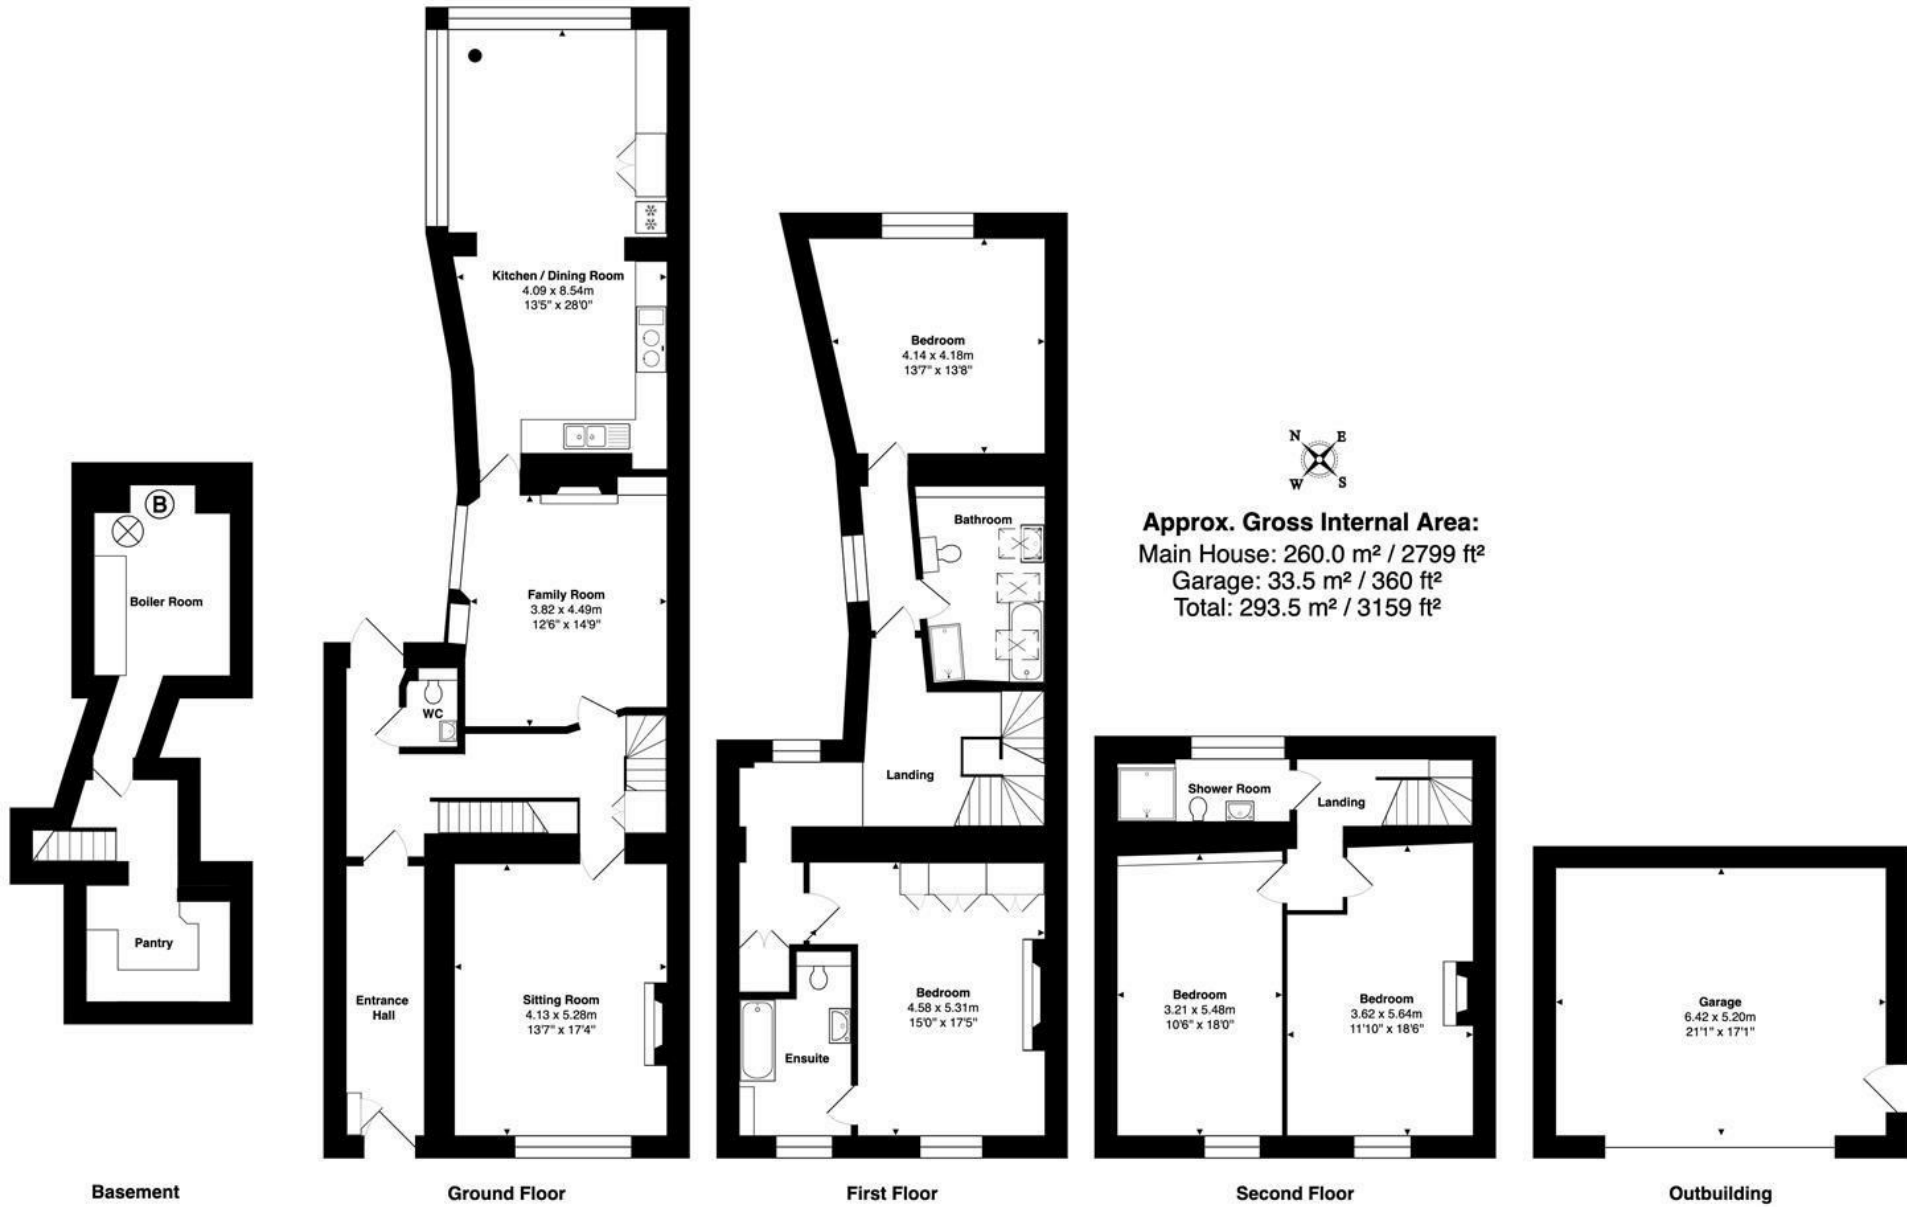 Kitchen / Dining Room
4.09 x 8.54m
13'5" x 28'0"
Bedroom
4.14 x 4.18m
13'7" x 13'8"
N E
W S
B
Boiler Room
Family Room
3.82 x 4.49m
12'6" x 14'9"
Bathroom
Approx. Gross Internal Area:
Main House: 260.0 m² / 2799 ft²
Garage: 33.5 m² / 360 ft²
Total: 293.5 m² / 3159 ft²
WC
Landing
Shower Room
Landing
Pantry
Entrance
Hall
Sitting Room
4.13 x 5.28m
13'7" x 17'4"
Bedroom
4.58 x 5.31m
15'0" x 17'5"
Ensuite
Bedroom
3.21 x 5.48m
10'6" x 18'0"
Bedroom
3.62 x 5.64m
11'10" x 18'6"
Garage
6.42 x 5.20m
21'1" x 17'1"
Basement
Ground Floor
First Floor
Second Floor
Outbuilding